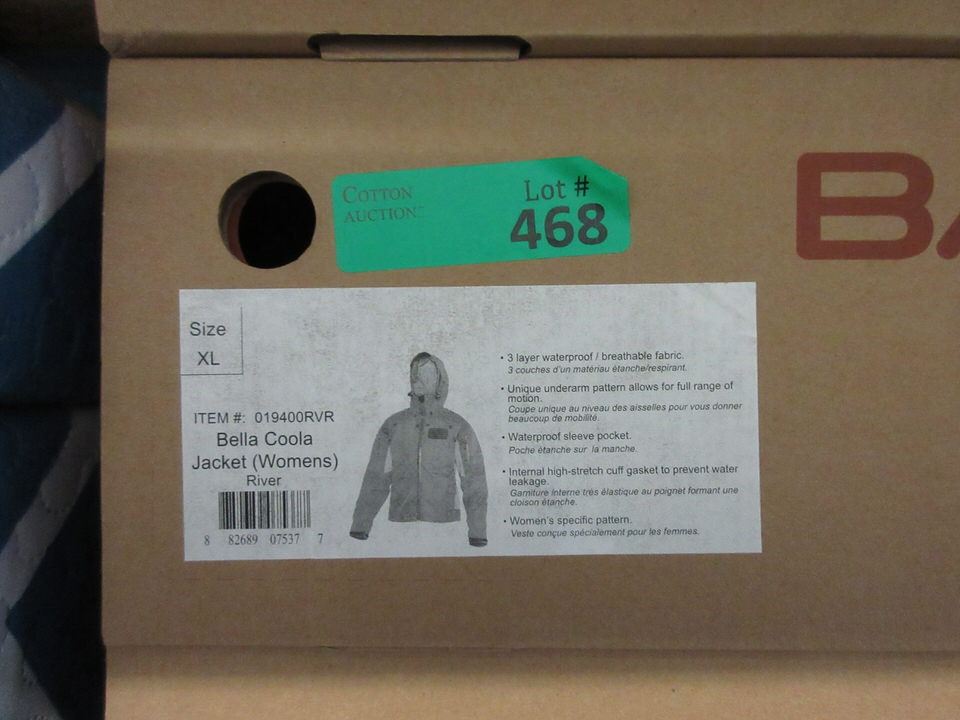 COTTON
AUCTION
Lot #
468
BA
Size
XL
ITEM #: 019400RVR
Bella Coola
Jacket (Womens)
River
8 82689 07537 7
• 3 layer waterproof / breathable fabric.
3 couches d'un matériau étanche/respirant.
• Unique underarm pattern allows for full range of
motion.
Coupe unique au niveau des aisselles pour vous donner
beaucoup de mobilité.
• Waterproof sleeve pocket.
Poche étanche sur la manche.
• Internal high-stretch cuff gasket to prevent water
leakage.
Garniture interne très élastique au poignet formant une
cloison étanche.
• Women's specific pattern.
Veste conçue spécialement pour les femmes.